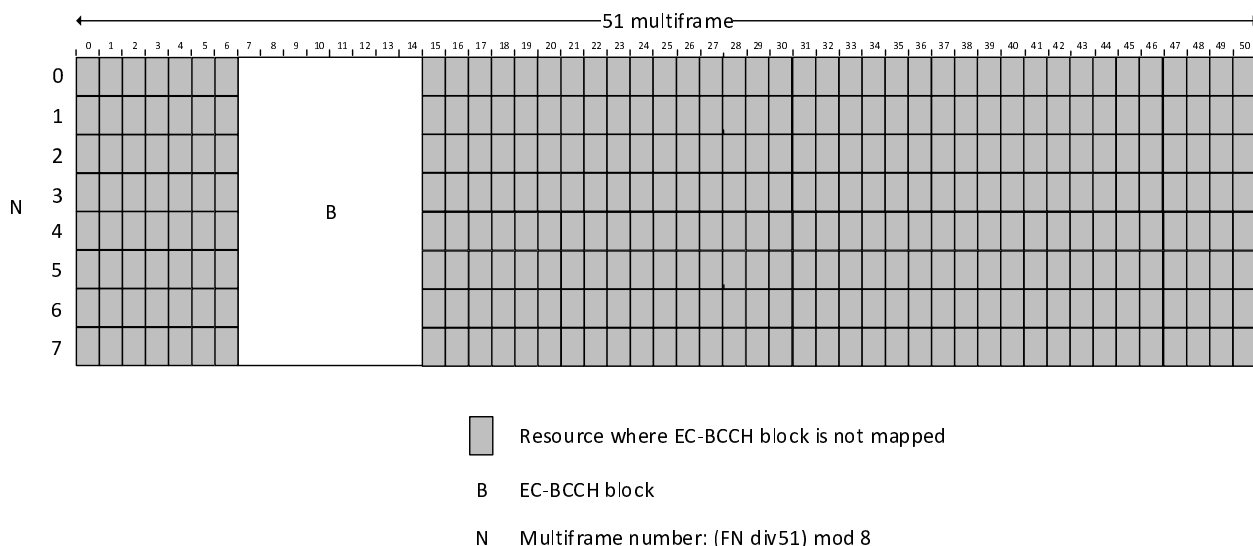 51 multiframe
0 1 2 3 4 5 6 7 8 9 10 11 12 13 14 15 16 17 18 19 20 21 22 23 24 25 26 27 28 29 30 31 32 33 34 35 36 37 38 39 40 41 42 43 44 45 46 47 48 49 50
0
1
2
3
N
B
4
5
6
7
Resource where EC-BCCH block is not mapped
B EC-BCCH block
N Multiframe number: (FN div51) mod 8